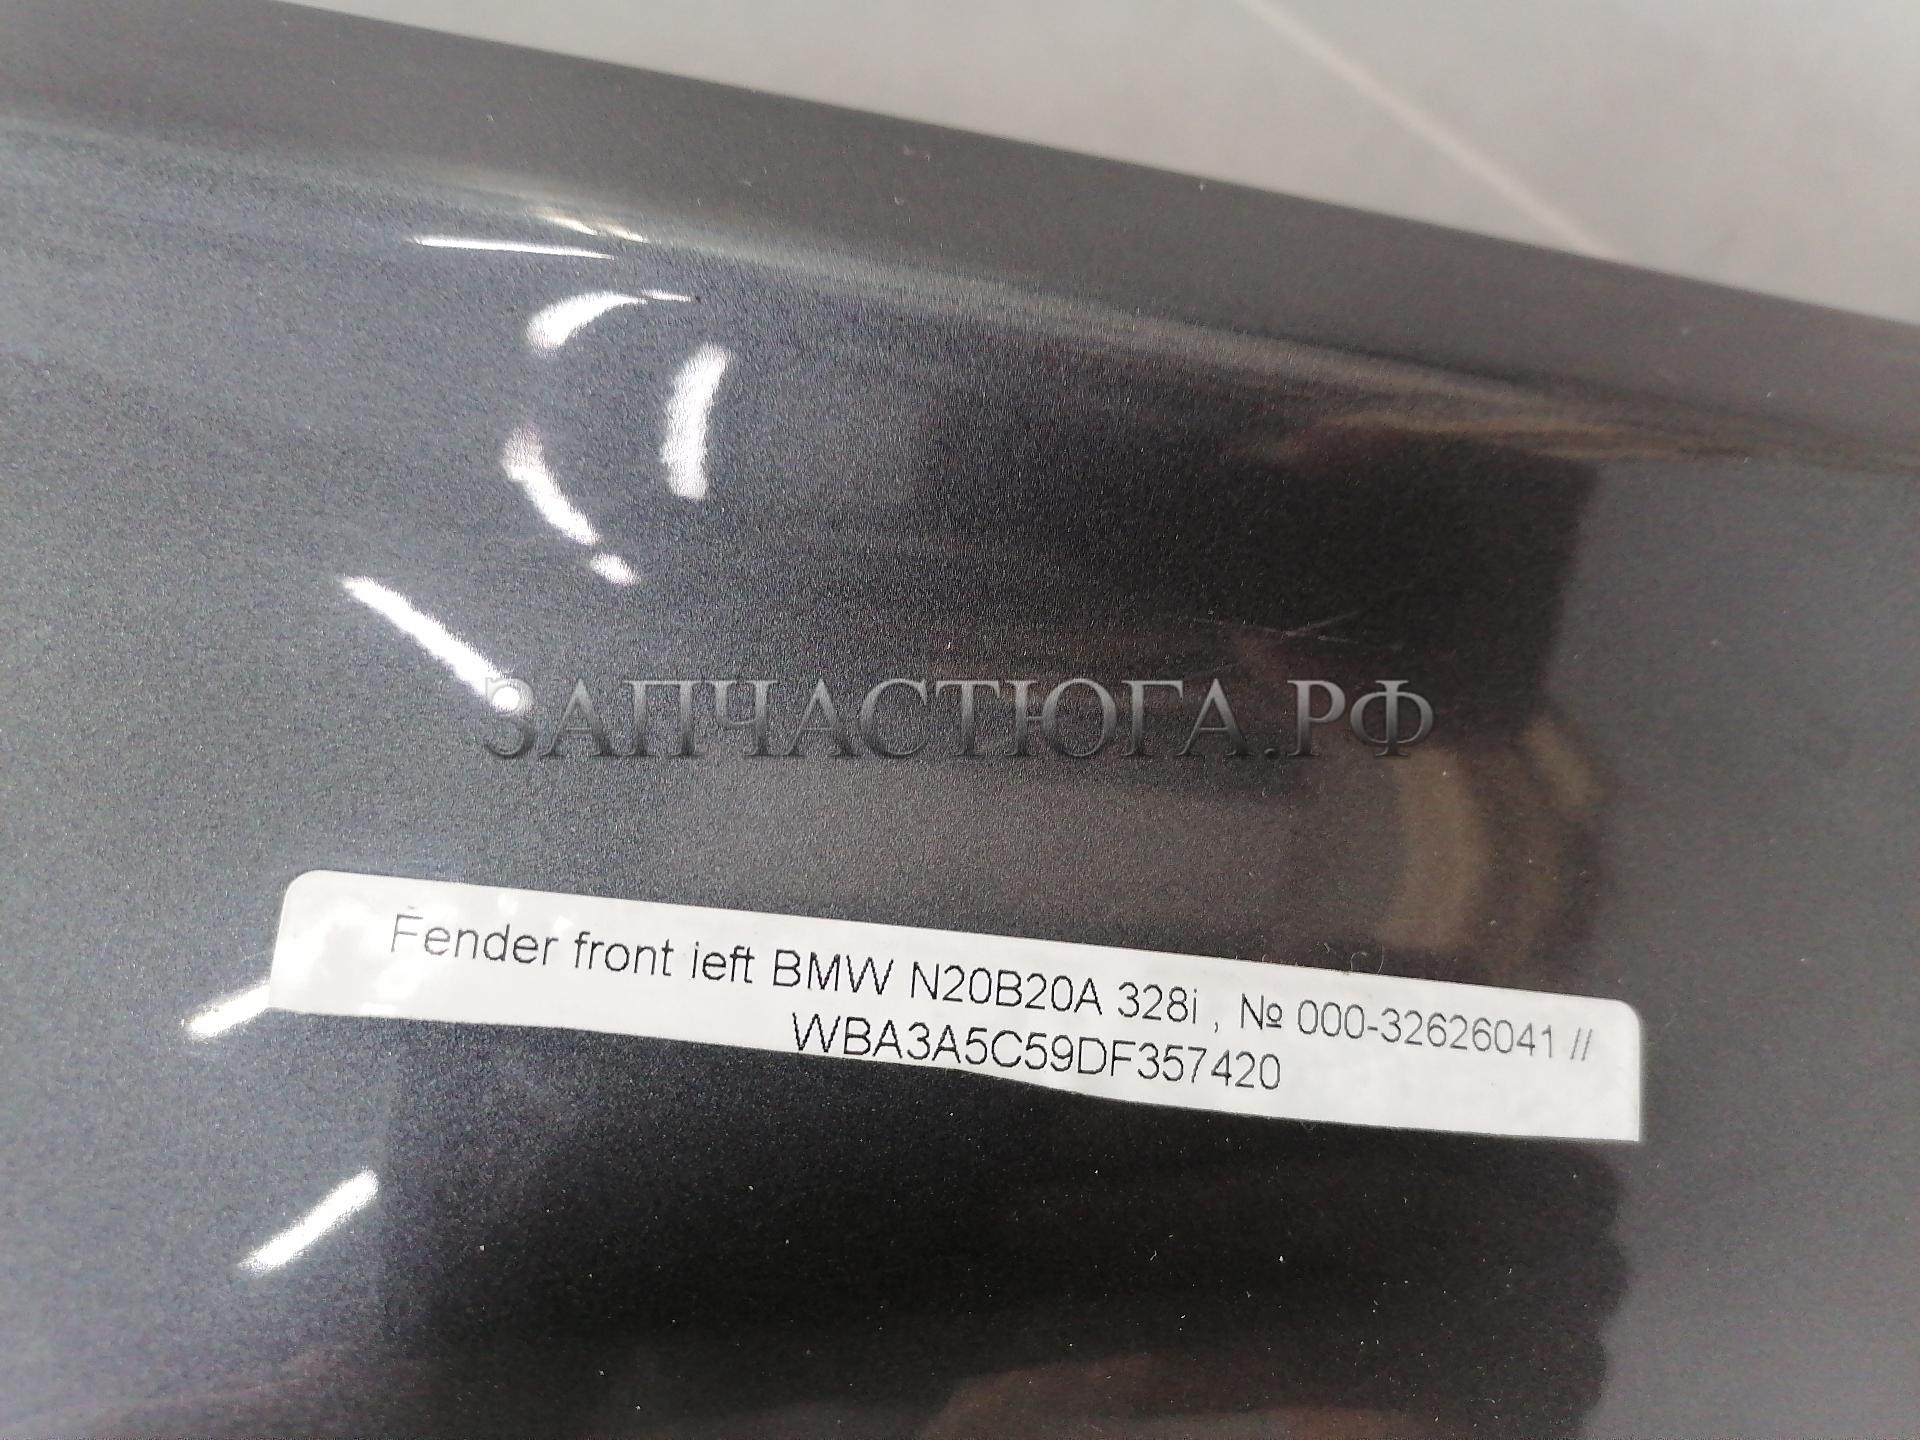 ЗАПЧАСТЮГА.РФ
Fender front ieft BMW N20B20A 328i , № 000-32626041 //
WBA3A5C59DF357420